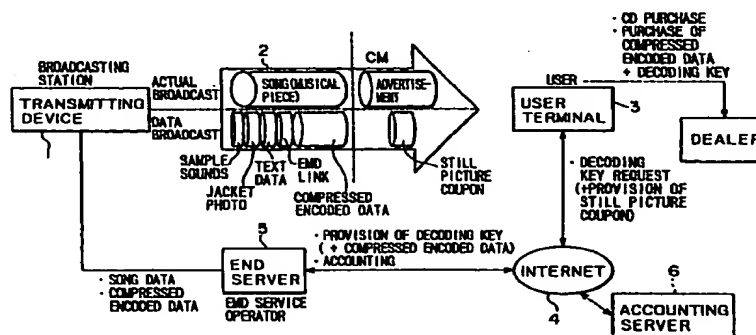 BROADCASTING
STATION
TRANSMITTING
DEVICE
1
ACTUAL
BROADCAST
DATA
BROADCAST
2
CM
SONG (MUSICAL
PIECE)
ADVERTISE-
MENT
SAMPLE
SOUNDS
JACKET
PHOTO
TEXT
DATA
EMD
LINK
COMPRESSED
ENCODED DATA
STILL
PICTURE
COUPON
• CD PURCHASE
• PURCHASE OF
COMPRESSED
ENCODED DATA
+ DECODING KEY
USER
USER
TERMINAL
3
DEALER
• DECODING
KEY REQUEST
(+PROVISION OF
STILL PICTURE
COUPON)
• PROVISION OF DECODING KEY
(+ COMPRESSED ENCODED DATA)
• ACCOUNTING
5
END
SERVER
EMD SERVICE
OPERATOR
• SONG DATA
• COMPRESSED
ENCODED DATA
INTERNET
4
6
ACCOUNTING
SERVER